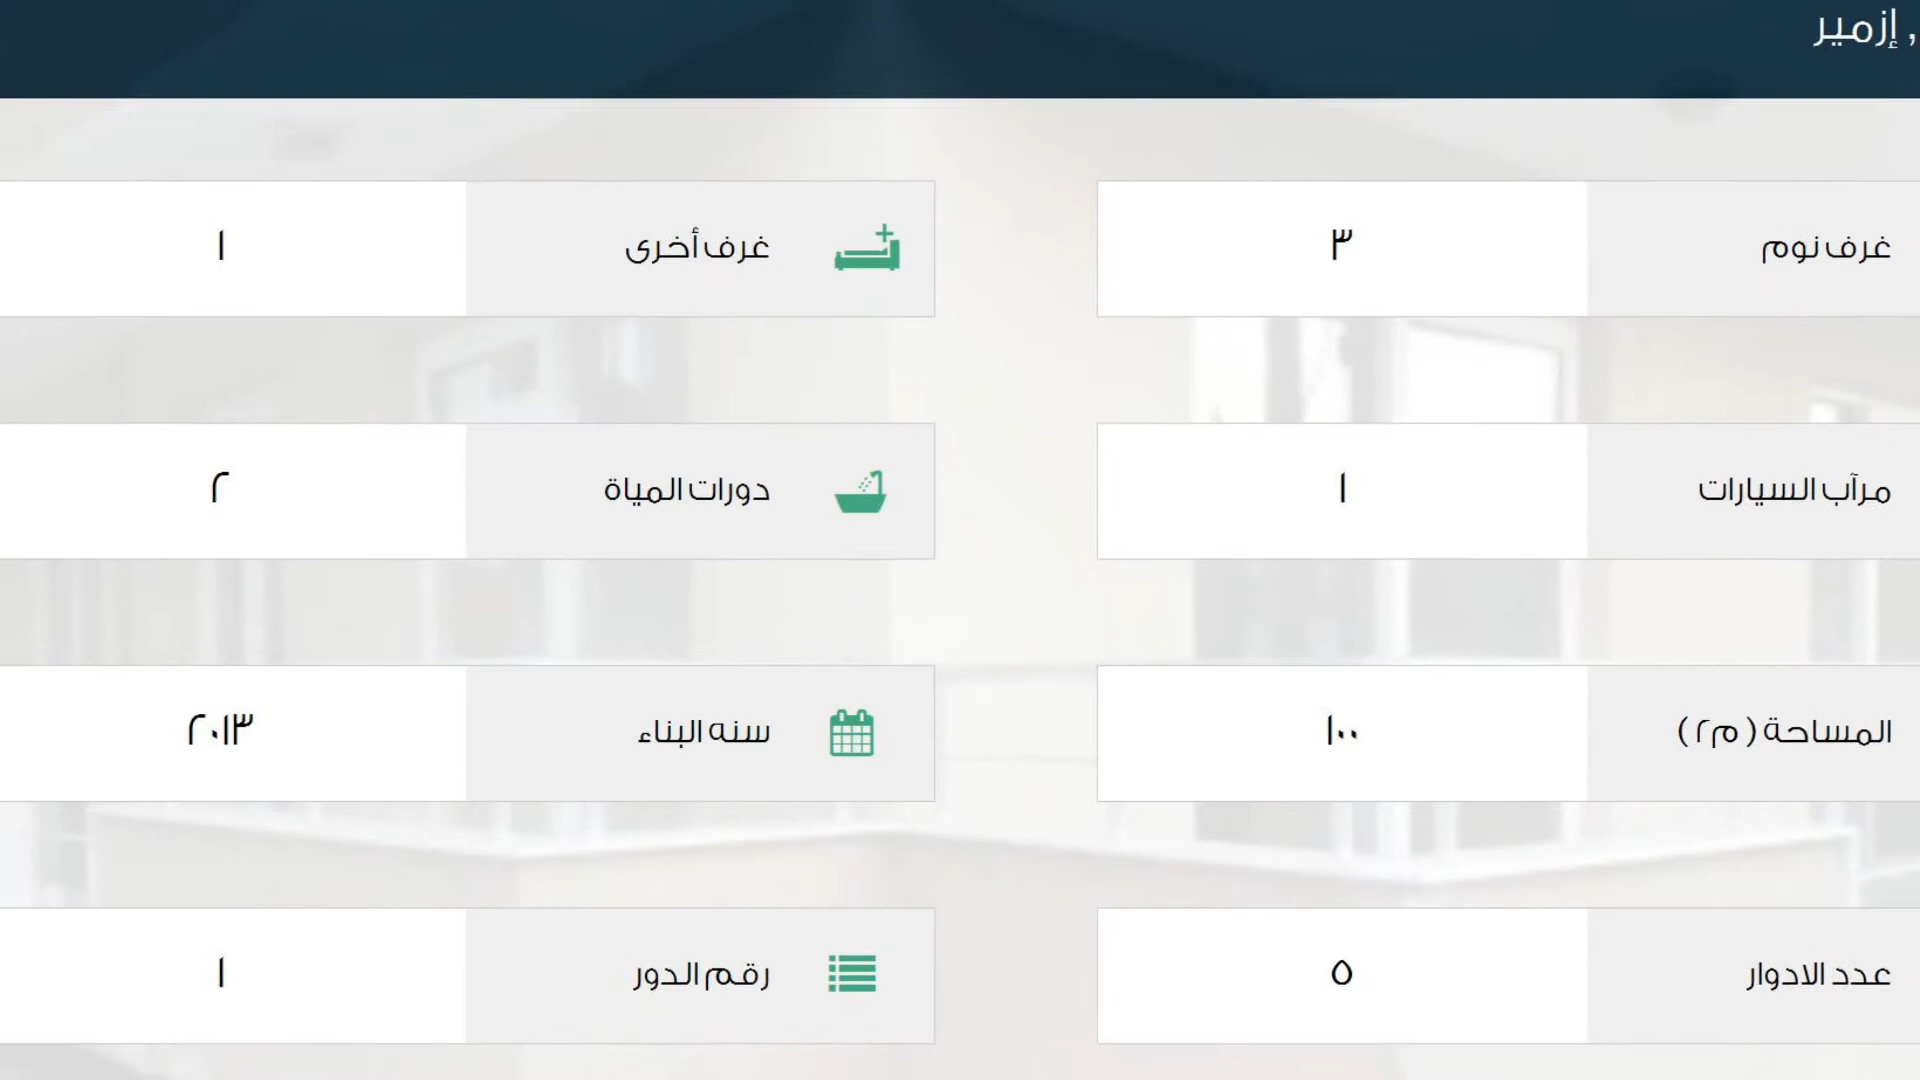 , إزمير
غرف نوم
٣
غرف أخرى
١
مرآب السيارات
١
دورات المياة
٢
المساحة ( م٢ )
١٠٠
سنه البناء
٢٠١٣
عدد الادوار
٥
رقم الدور
١